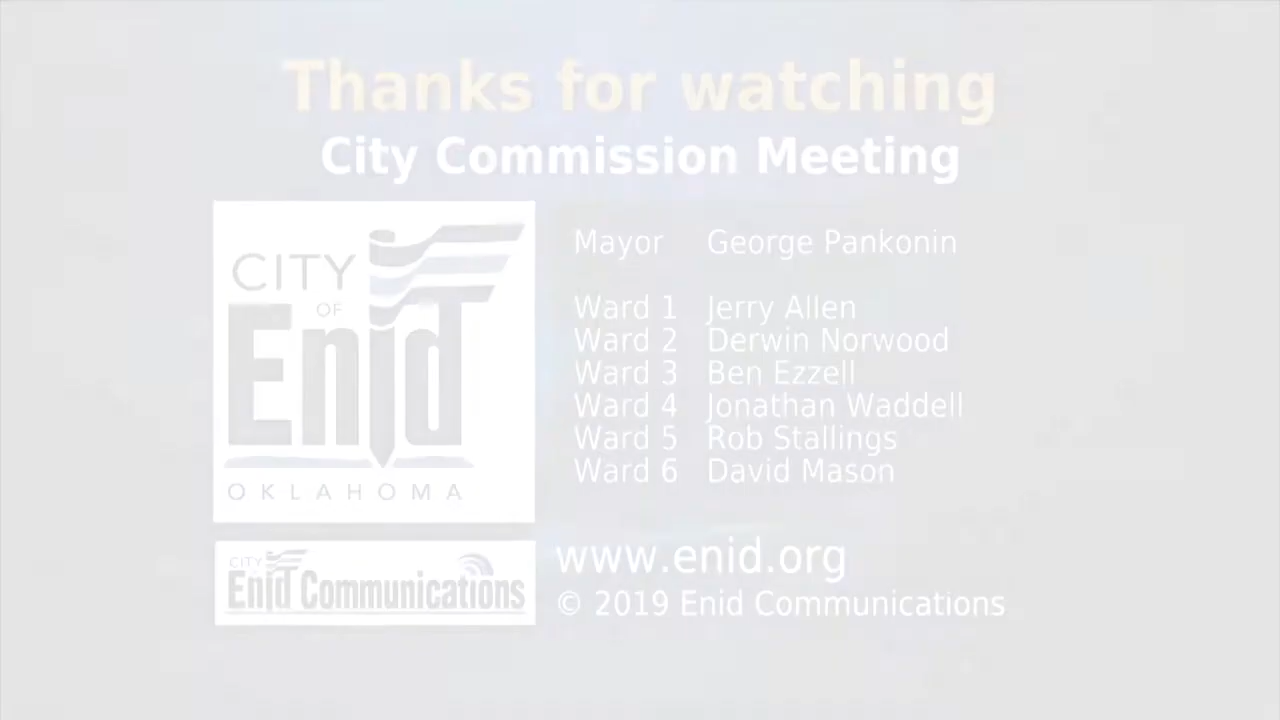 Thanks for watching
City Commission Meeting
CITY
OF
Enid
OKLAHOMA
Mayor George Pankonin
Ward 1 Jerry Allen
Ward 2 Derwin Norwood
Ward 3 Ben Ezzell
Ward 4 Jonathan Waddell
Ward 5 Rob Stallings
Ward 6 David Mason
CITY
Enid Communications
www.enid.org
© 2019 Enid Communications